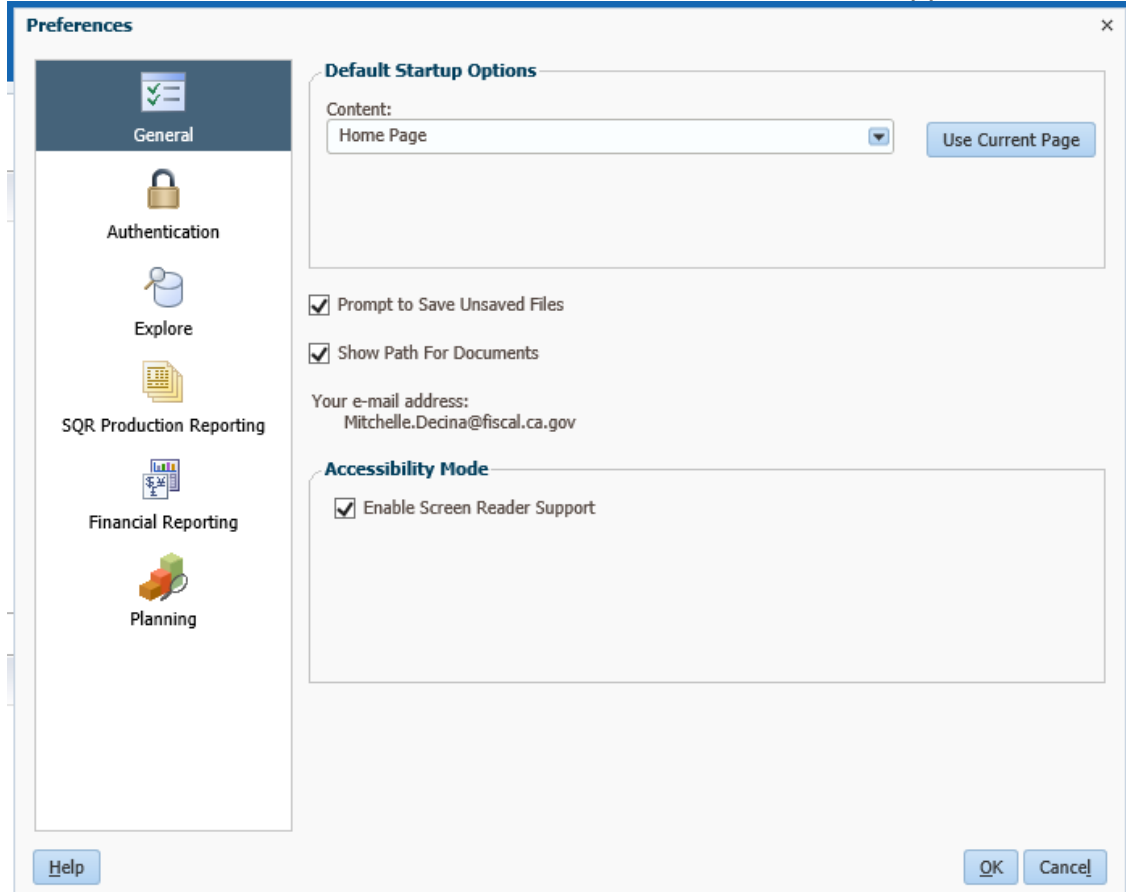 Preferences
General
Authentication
Explore
SQR Production Reporting
Financial Reporting
Planning
Default Startup Options
Content:
Home Page
Use Current Page
Prompt to Save Unsaved Files
Show Path For Documents
Your e-mail address:
Mitchelle.Decina@fiscal.ca.gov
Accessibility Mode
Enable Screen Reader Support
Help
OK
Cancel